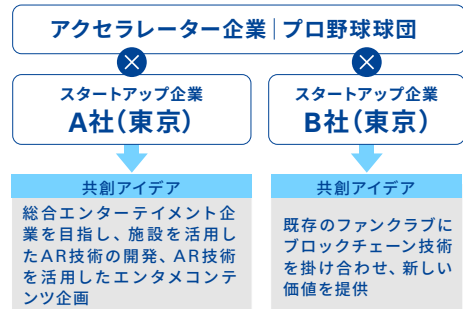 アクセラレーター企業｜プロ野球球団
スタートアップ企業
A社（東京）
スタートアップ企業
B社（東京）
共創アイデア
総合エンターテイメント企
業を目指し、施設を活用し
たAR技術の開発、AR技術
を活用したエンタメコンテ
ンツ企画
共創アイデア
既存のファンクラブに
ブロックチェーン技術
を掛け合わせ、新しい
価値を提供